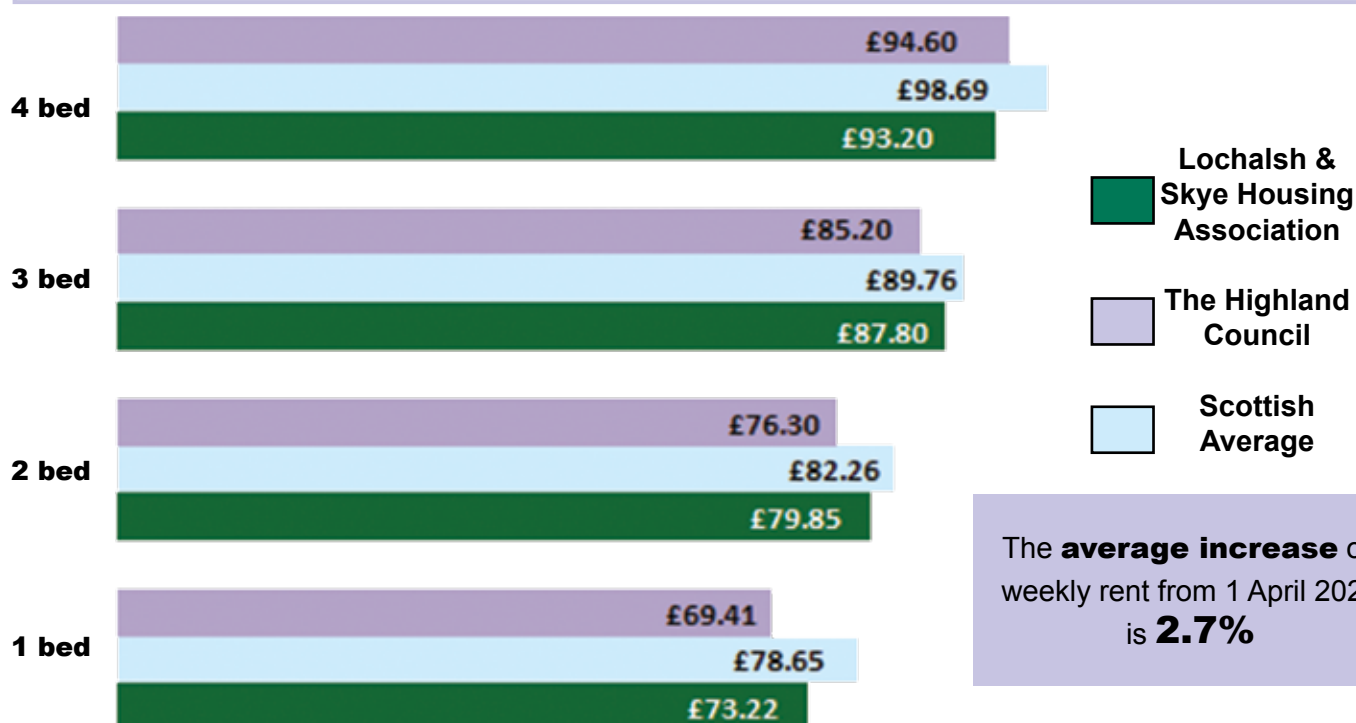 £94.60
4 bed
£98.69
£93.20
£85.20
3 bed
£89.76
£87.80
£76.30
2 bed
£82.26
£79.85
£69.41
1 bed
£78.65
£73.22
Lochalsh &
Skye Housing
Association
The Highland
Council
Scottish
Average
The average increase
weekly rent from 1 April
is 2.7%